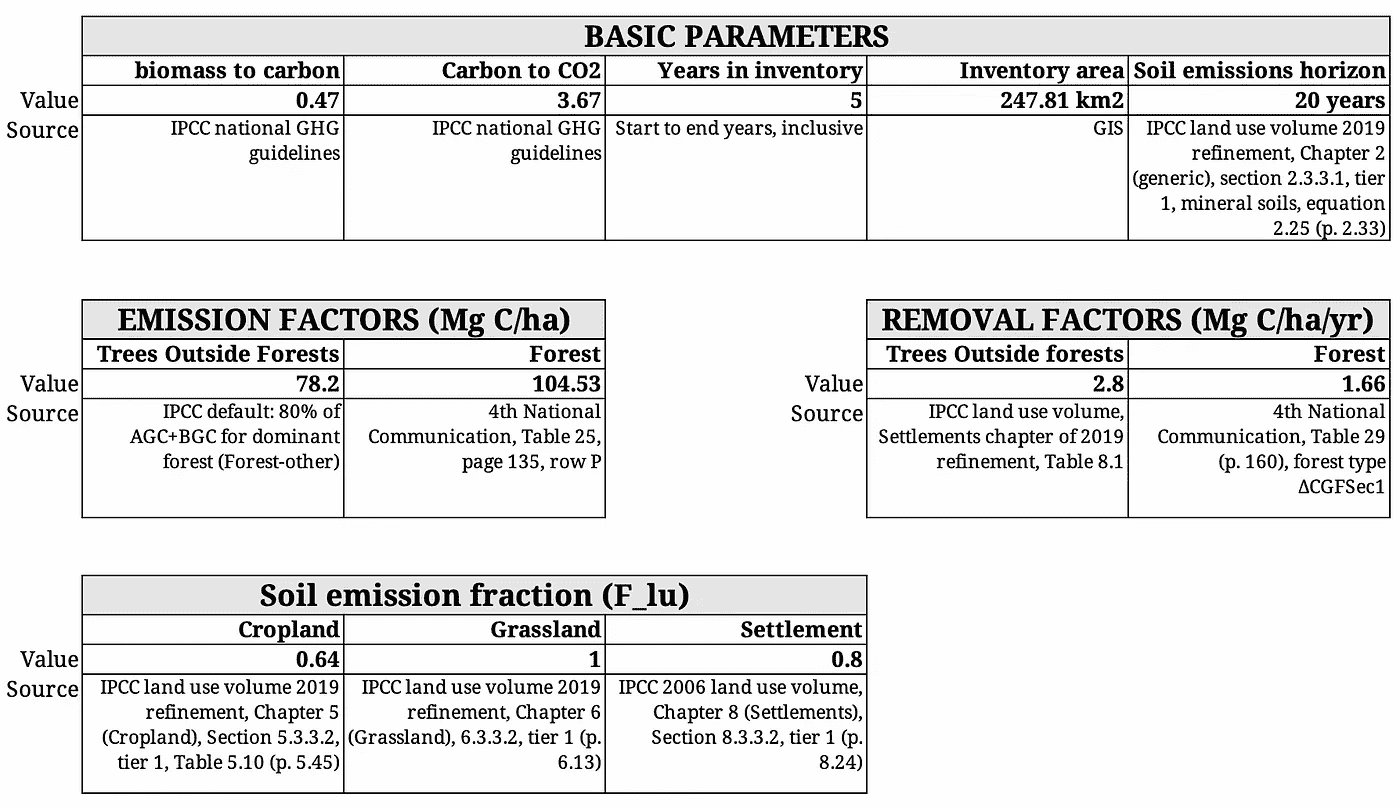 BASIC PARAMETERS
biomass to carbon Carbon to CO2 Years in inventory Inventory area Soil emissions horizon
Value 0.47 3.67 5 247.81 km2 20 years
Source IPCC national GHG guidelines IPCC national GHG guidelines Start to end years, inclusive GIS IPCC land use volume 2019 refinement, Chapter 2 (generic), section 2.3.3.1, tier 1, mineral soils, equation 2.25 (p. 2.33)
EMISSION FACTORS (Mg C/ha)
Trees Outside Forests Forest
Value 78.2 104.53
Source IPCC default: 80% of AGC+BGC for dominant forest (Forest-other) 4th National Communication, Table 25, page 135, row P
REMOVAL FACTORS (Mg C/ha/yr)
Trees Outside forests Forest
Value 2.8 1.66
Source IPCC land use volume, Settlements chapter of 2019 refinement, Table 8.1 4th National Communication, Table 29 (p. 160), forest type ΔCGFSec1
Soil emission fraction (F_lu)
Cropland Grassland Settlement
Value 0.64 1 0.8
Source IPCC land use volume 2019 refinement, Chapter 5 (Cropland), Section 5.3.3.2, tier 1, Table 5.10 (p. 5.45) IPCC land use volume 2019 refinement, Chapter 6 (Grassland), 6.3.3.2, tier 1 (p. 6.13) IPCC 2006 land use volume, Chapter 8 (Settlements), Section 8.3.3.2, tier 1 (p. 8.24)